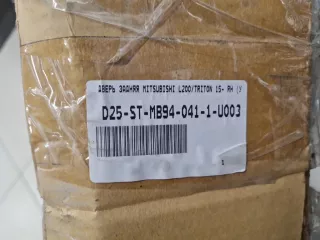 ДВЕРЬ ЗАДНЯЯ MITSUBISHI L200/TRITON 15- RH (У
D25-ST-MB94-041-1-U003
1